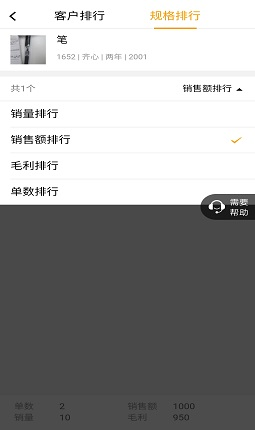 客户排行 规格排行
笔
1652 | 齐心 | 两年 | 2001
共1个 销售额排行
销量排行
销售额排行
毛利排行
单数排行
需要
帮助
单数 2 销售额 1000
销量 10 毛利 950